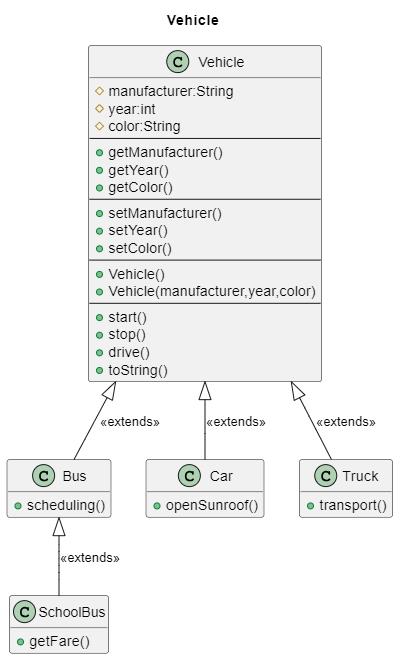 Vehicle
C Vehicle
manufacturer:String
year:int
color:String
getManufacturer()
getYear()
getColor()
setManufacturer()
setYear()
setColor()
Vehicle()
Vehicle(manufacturer,year,color)
start()
stop()
drive()
toString()
«extends» «extends» «extends»
C Bus C Car C Truck
scheduling() openSunroof() transport()
«extends»
C SchoolBus
getFare()